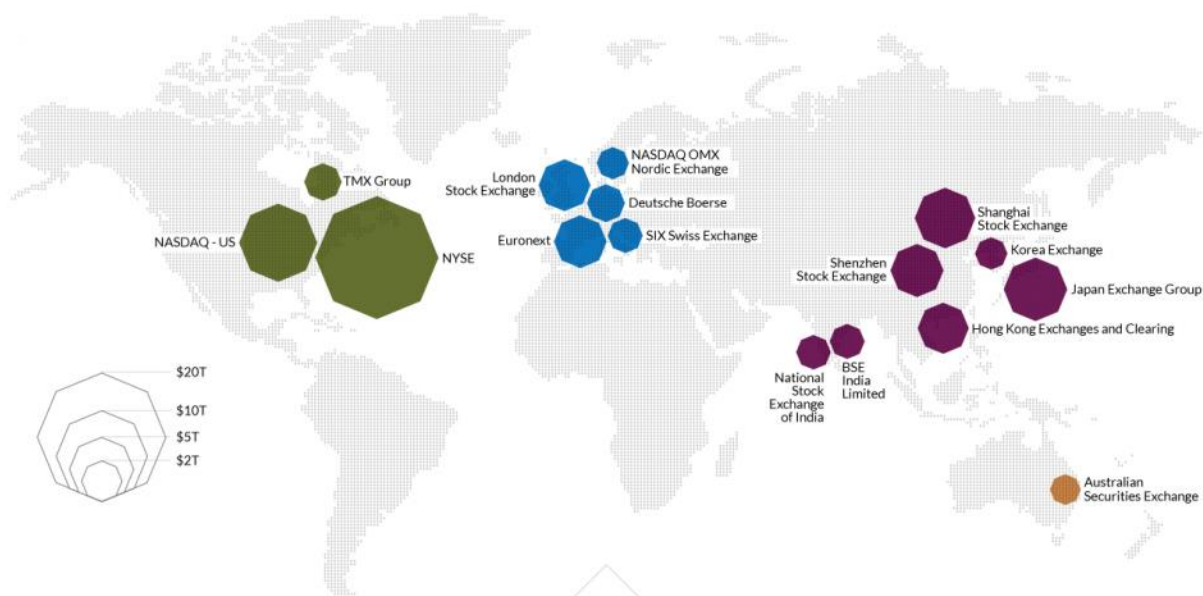 TMX Group
NASDAQ - US
NYSE
London
Stock Exchange
NASDAQ OMX
Nordic Exchange
Deutsche Boerse
Euronext
SIX Swiss Exchange
Shanghai
Stock Exchange
Korea Exchange
Shenzhen
Stock Exchange
Japan Exchange Group
Hong Kong Exchanges and Clearing
National
Stock
Exchange
of India
BSE
India
Limited
Australian
Securities Exchange
$20T
$10T
$5T
$2T